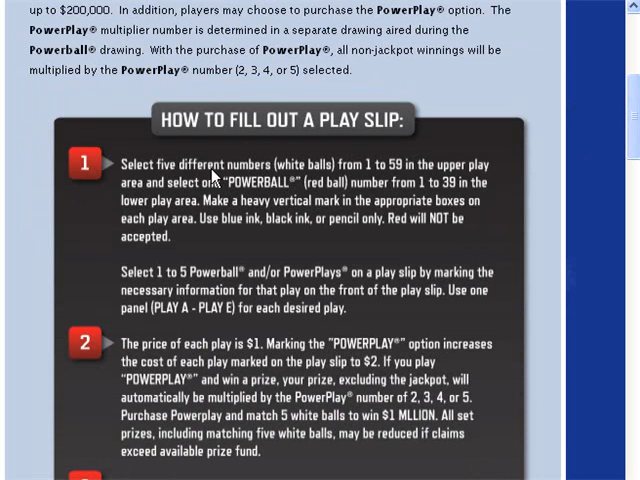 up to $200,000. In addition, players may choose to purchase the PowerPlay® option. The
PowerPlay® multiplier number is determined in a separate drawing aired during the
Powerball® drawing. With the purchase of PowerPlay®, all non-jackpot winnings will be
multiplied by the PowerPlay® number (2, 3, 4, or 5) selected.
HOW TO FILL OUT A PLAY SLIP:
1
Select five different numbers (white balls) from 1 to 59 in the upper play
area and select one “POWERBALL®” (red ball) number from 1 to 39 in the
lower play area. Make a heavy vertical mark in the appropriate boxes on
each play area. Use blue ink, black ink, or pencil only. Red will NOT be
accepted.
Select 1 to 5 Powerball® and/or PowerPlays® on a play slip by marking the
necessary information for that play on the front of the play slip. Use one
panel (PLAY A - PLAY E) for each desired play.
2
The price of each play is $1. Marking the "POWERPLAY®" option increases
the cost of each play marked on the play slip to $2. If you play
"POWERPLAY®" and win a prize, your prize, excluding the jackpot, will
automatically be multiplied by the PowerPlay® number of 2, 3, 4, or 5.
Purchase Powerplay and match 5 white balls to win $1 MLLION. All set
prizes, including matching five white balls, may be reduced if claims
exceed available prize fund.